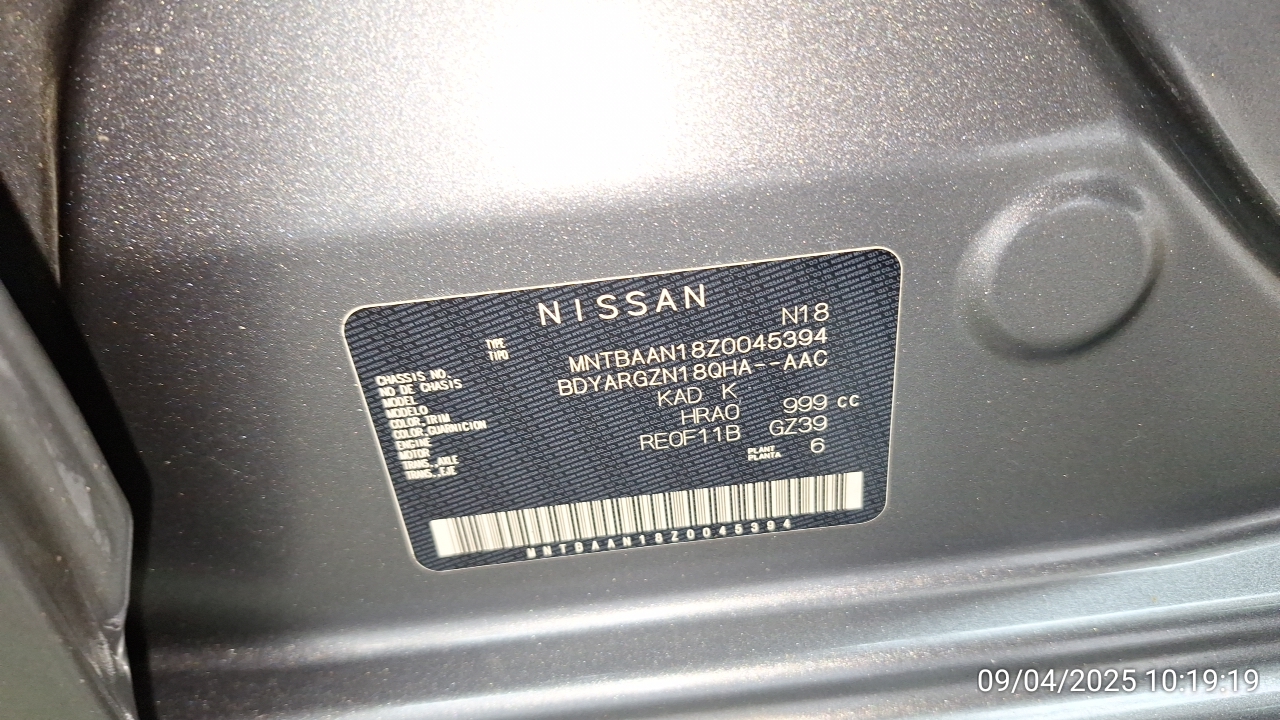 NISSAN
TYPE
TIPO
N18
CHASSIS NO.
NO DE CHASIS
MNTBAAN18Z0045394
MODEL
MODELO
BDYARGZN18QHA--AAC
COLOR,TRIM
COLOR,GUARNICION
KAD K
ENGINE
MOTOR
HRA0 999 CC
TRANS.,AXLE
TRANS.,EJE
RE0F11B GZ39
PLANT
PLANTA
6
MNTBAAN18Z0045394
09/04/2025 10:19:19